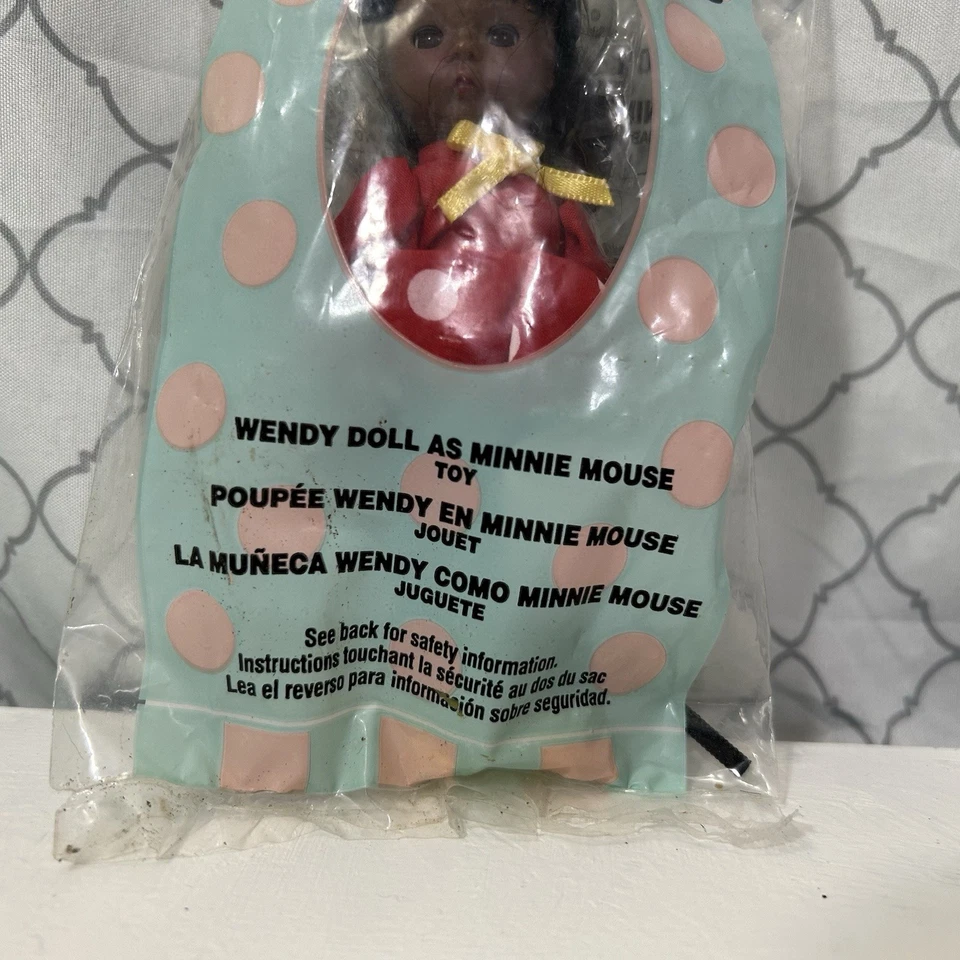 WENDY DOLL AS MINNIE MOUSE
TOY
POUPÉE WENDY EN MINNIE MOUSE
JOUET
LA MUÑECA WENDY COMO MINNIE MOUSE
JUGUETE
See back for safety information.
Instructions touchant la sécurité au dos du sac
Lea el reverso para información sobre seguridad.